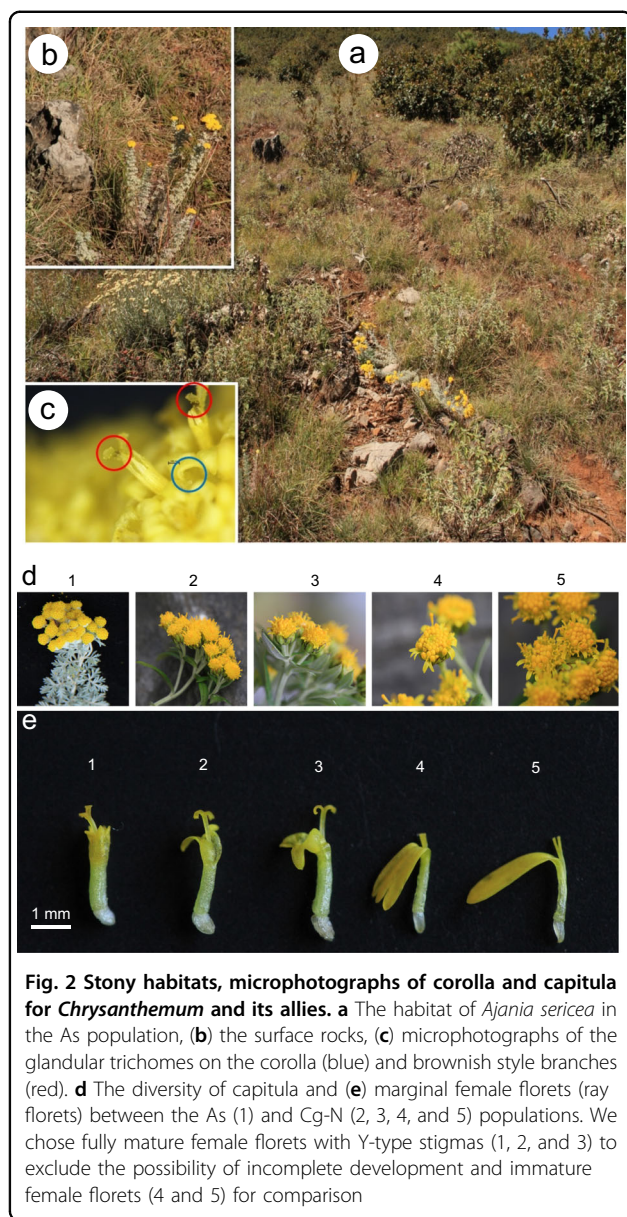 b
a
c
d
1
2
3
4
5
e
1
2
3
4
5
1 mm
Fig. 2 Stony habitats, microphotographs of corolla and capitula
for Chrysanthemum and its allies. a The habitat of Ajania sericea in
the As population, (b) the surface rocks, (c) microphotographs of the
glandular trichomes on the corolla (blue) and brownish style branches
(red). d The diversity of capitula and (e) marginal female florets (ray
florets) between the As (1) and Cg-N (2, 3, 4, and 5) populations. We
chose fully mature female florets with Y-type stigmas (1, 2, and 3) to
exclude the possibility of incomplete development and immature
female florets (4 and 5) for comparison